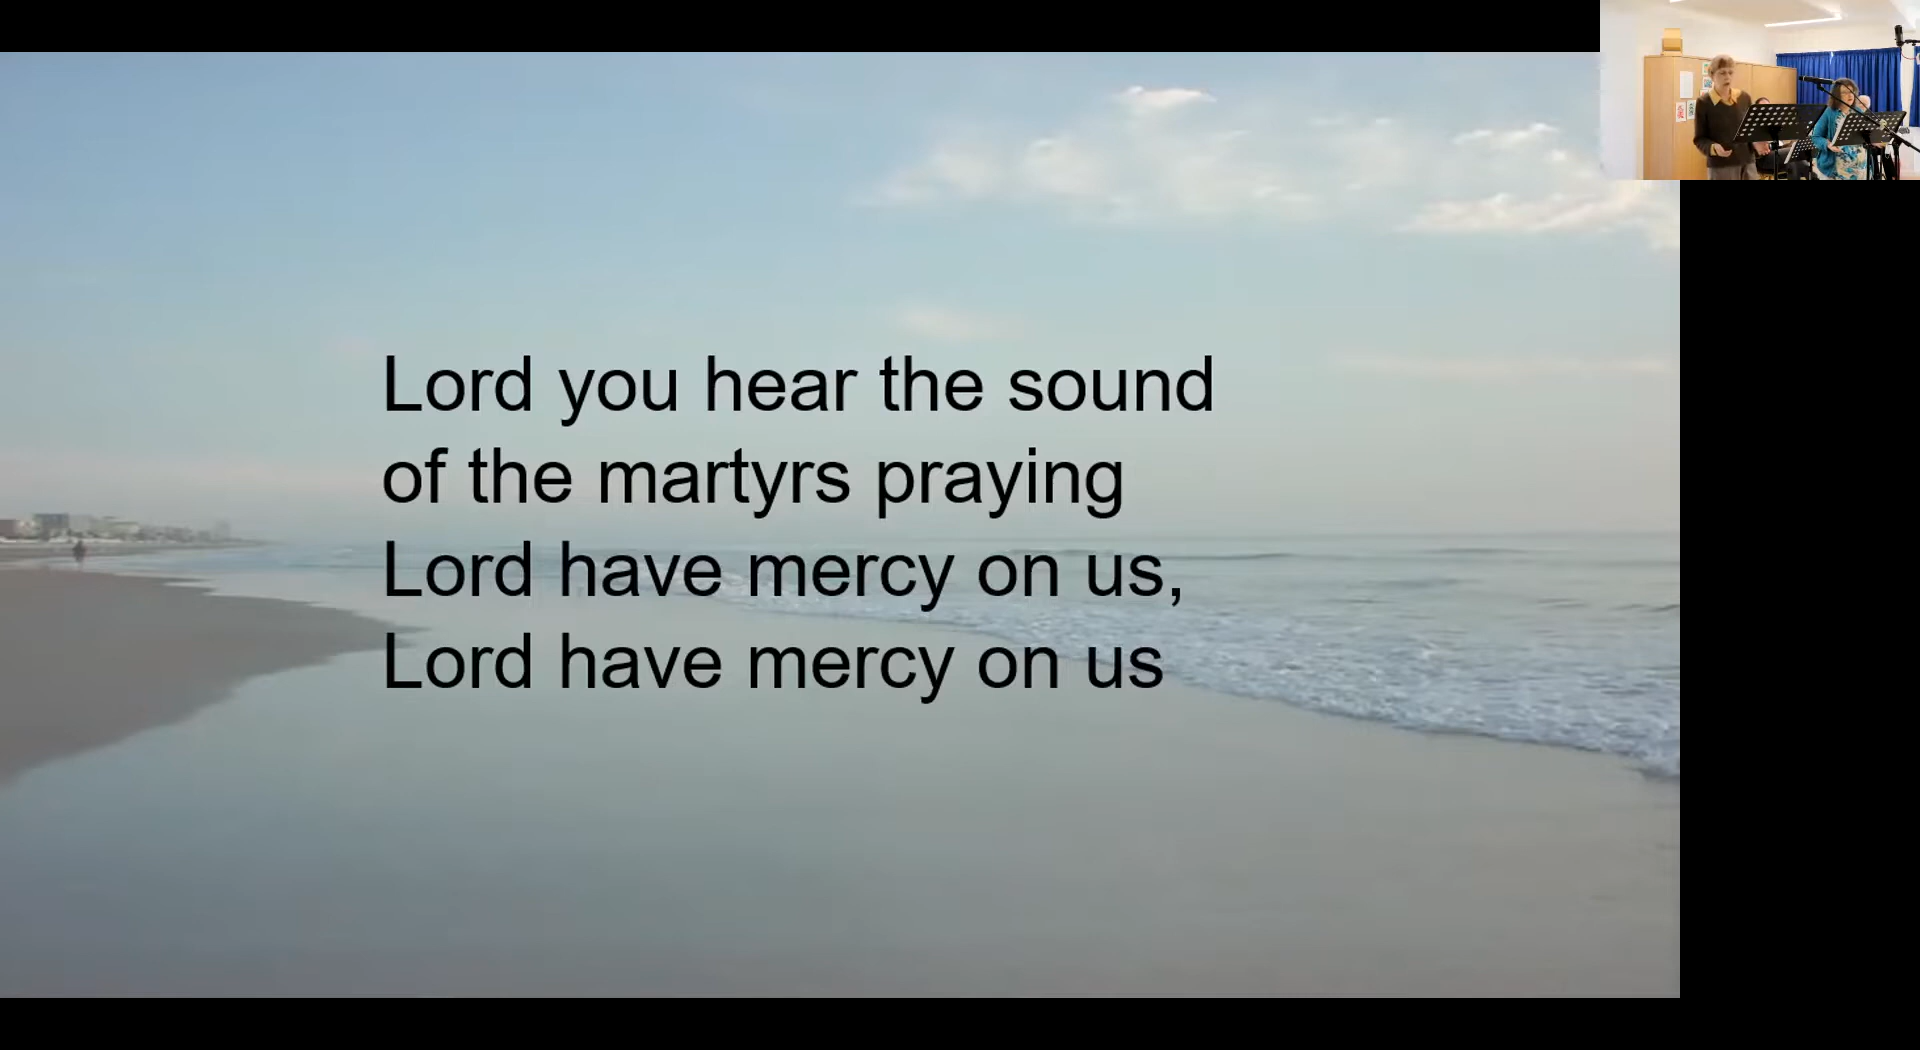 Lord you hear the sound
of the martyrs praying
Lord have mercy on us,
Lord have mercy on us